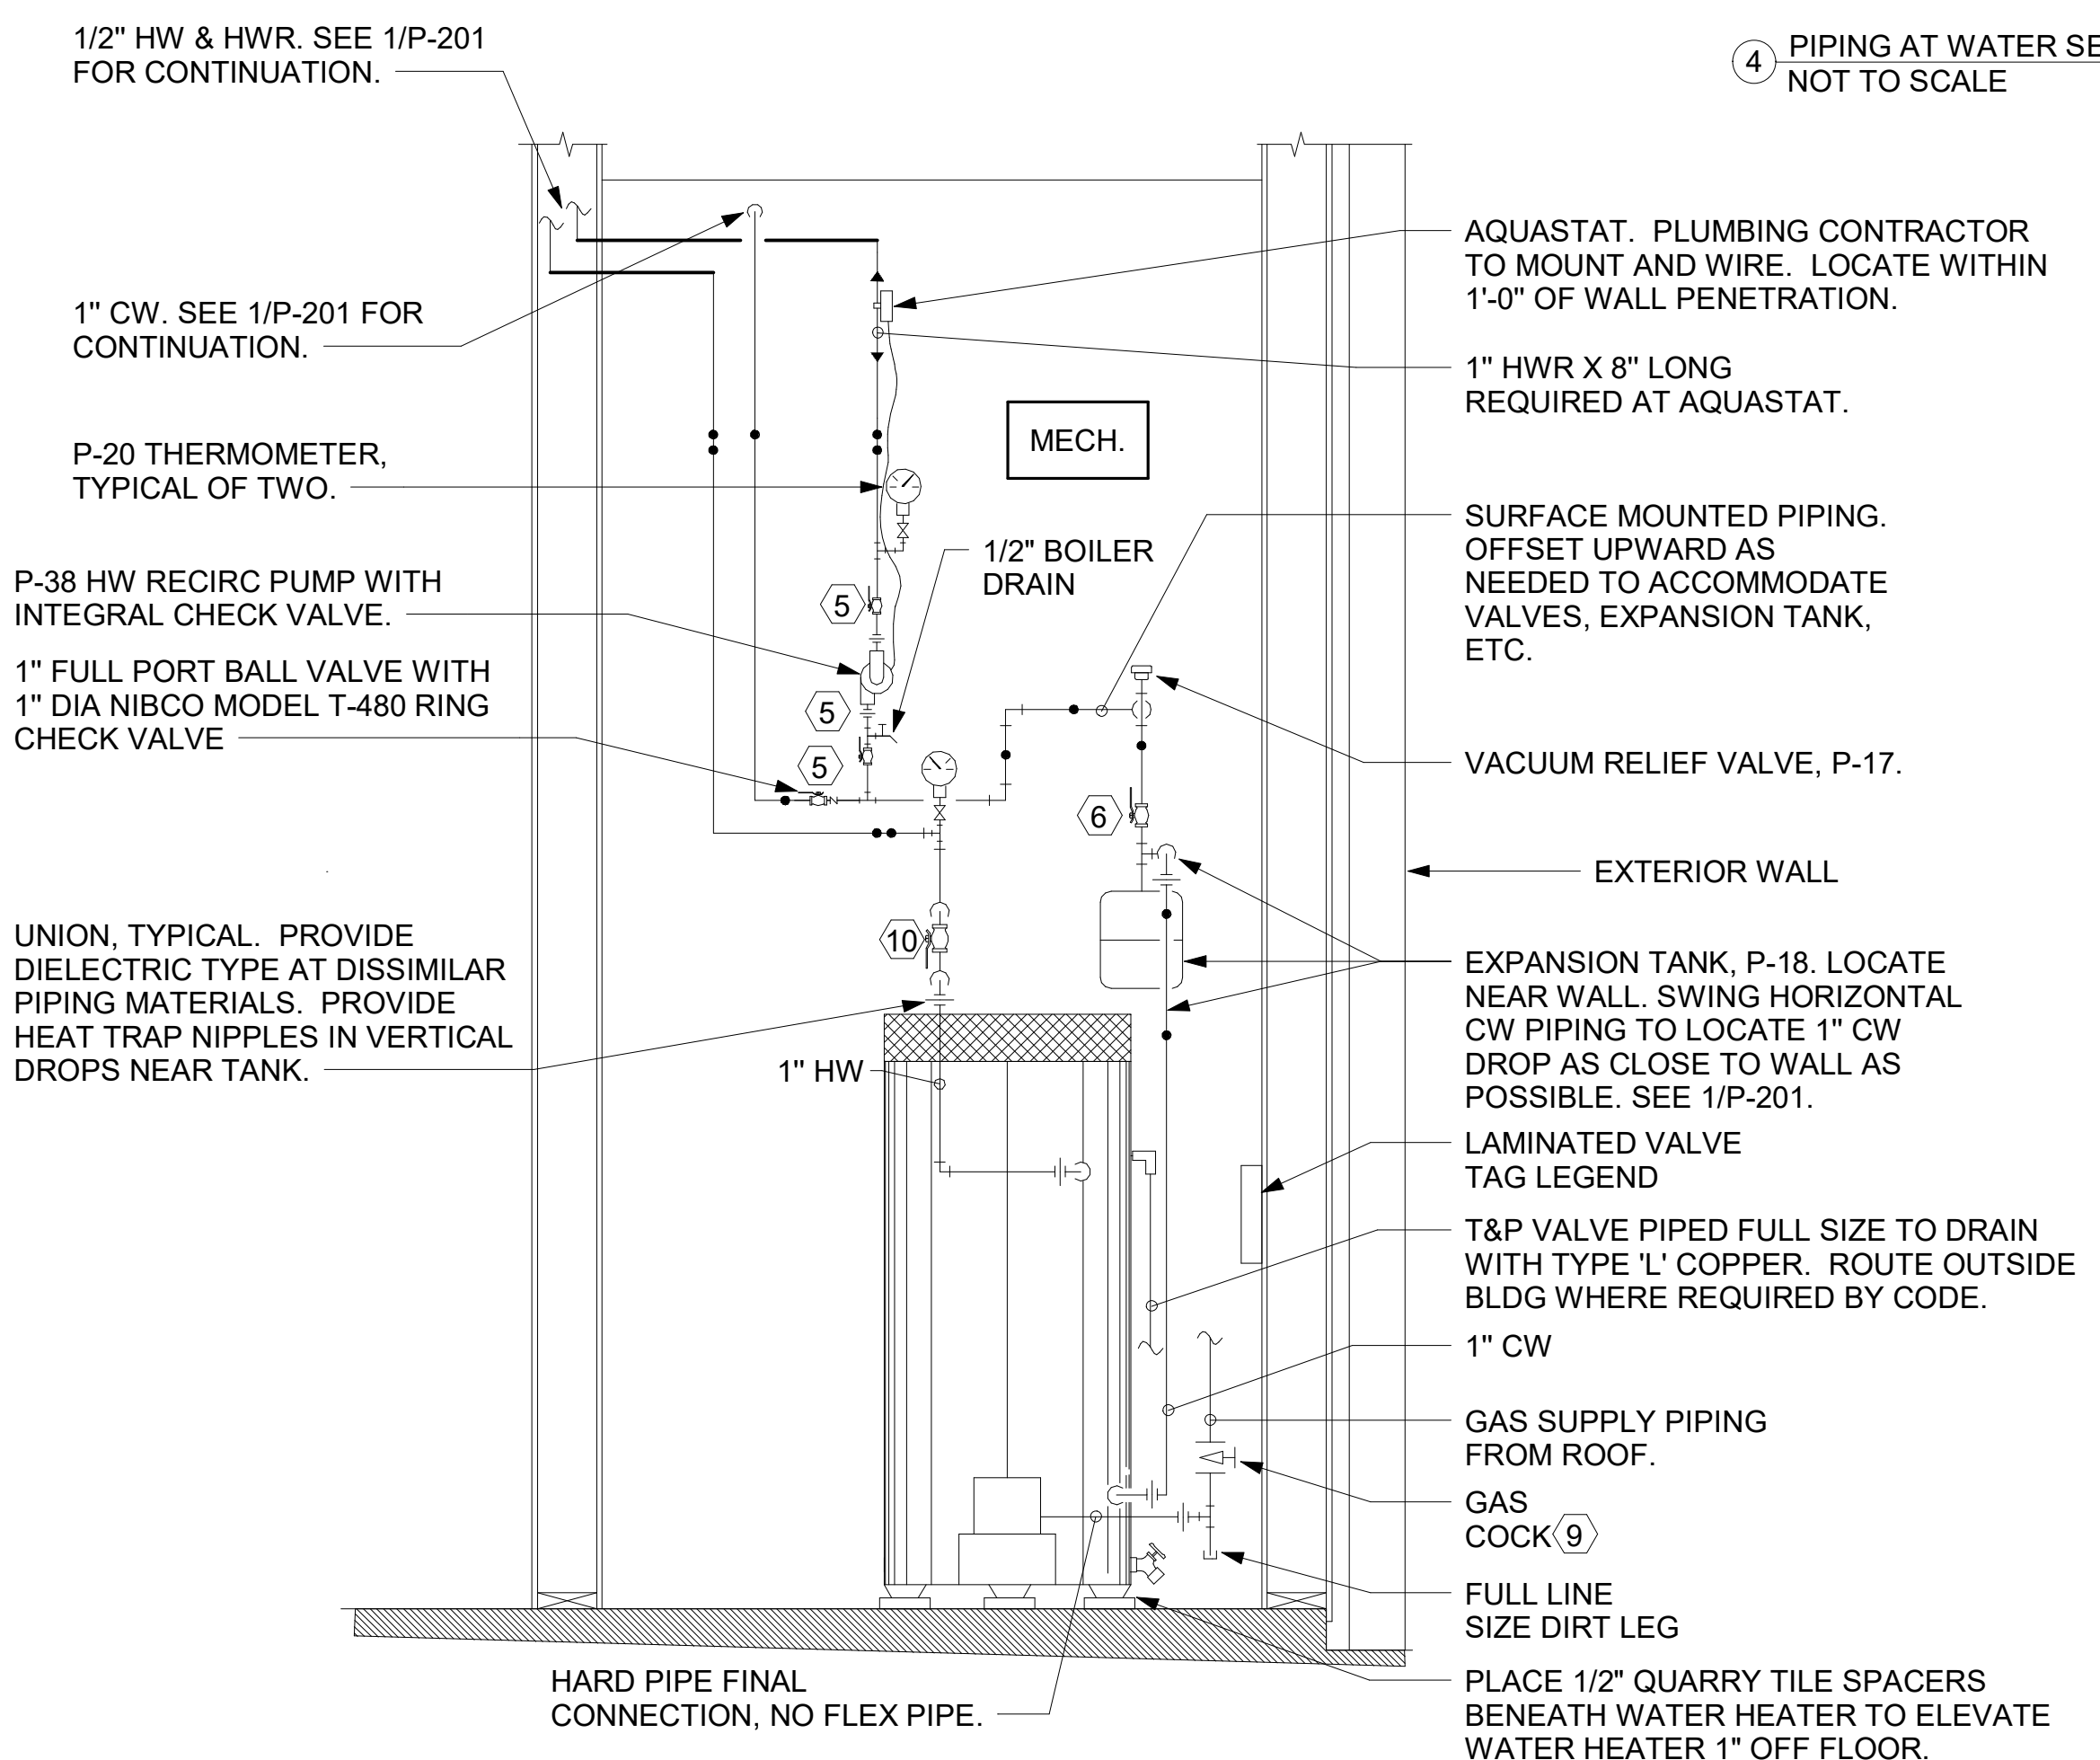 1/2" HW & HWR. SEE 1/P-201
FOR CONTINUATION.
4
PIPING AT WATER SE
NOT TO SCALE
1" CW. SEE 1/P-201 FOR
CONTINUATION.
P-20 THERMOMETER,
TYPICAL OF TWO.
P-38 HW RECIRC PUMP WITH
INTEGRAL CHECK VALVE.
1" FULL PORT BALL VALVE WITH
1" DIA NIBCO MODEL T-480 RING
CHECK VALVE
UNION, TYPICAL. PROVIDE
DIELECTRIC TYPE AT DISSIMILAR
PIPING MATERIALS. PROVIDE
HEAT TRAP NIPPLES IN VERTICAL
DROPS NEAR TANK.
MECH.
1/2" BOILER
DRAIN
5
5
5
6
10
1" HW
AQUASTAT. PLUMBING CONTRACTOR
TO MOUNT AND WIRE. LOCATE WITHIN
1'-0" OF WALL PENETRATION.
1" HWR X 8" LONG
REQUIRED AT AQUASTAT.
SURFACE MOUNTED PIPING.
OFFSET UPWARD AS
NEEDED TO ACCOMMODATE
VALVES, EXPANSION TANK,
ETC.
VACUUM RELIEF VALVE, P-17.
EXTERIOR WALL
EXPANSION TANK, P-18. LOCATE
NEAR WALL. SWING HORIZONTAL
CW PIPING TO LOCATE 1" CW
DROP AS CLOSE TO WALL AS
POSSIBLE. SEE 1/P-201.
LAMINATED VALVE
TAG LEGEND
T&P VALVE PIPED FULL SIZE TO DRAIN
WITH TYPE 'L' COPPER. ROUTE OUTSIDE
BLDG WHERE REQUIRED BY CODE.
1" CW
GAS SUPPLY PIPING
FROM ROOF.
GAS
COCK 9
FULL LINE
SIZE DIRT LEG
HARD PIPE FINAL
CONNECTION, NO FLEX PIPE.
PLACE 1/2" QUARRY TILE SPACERS
BENEATH WATER HEATER TO ELEVATE
WATER HEATER 1" OFF FLOOR.